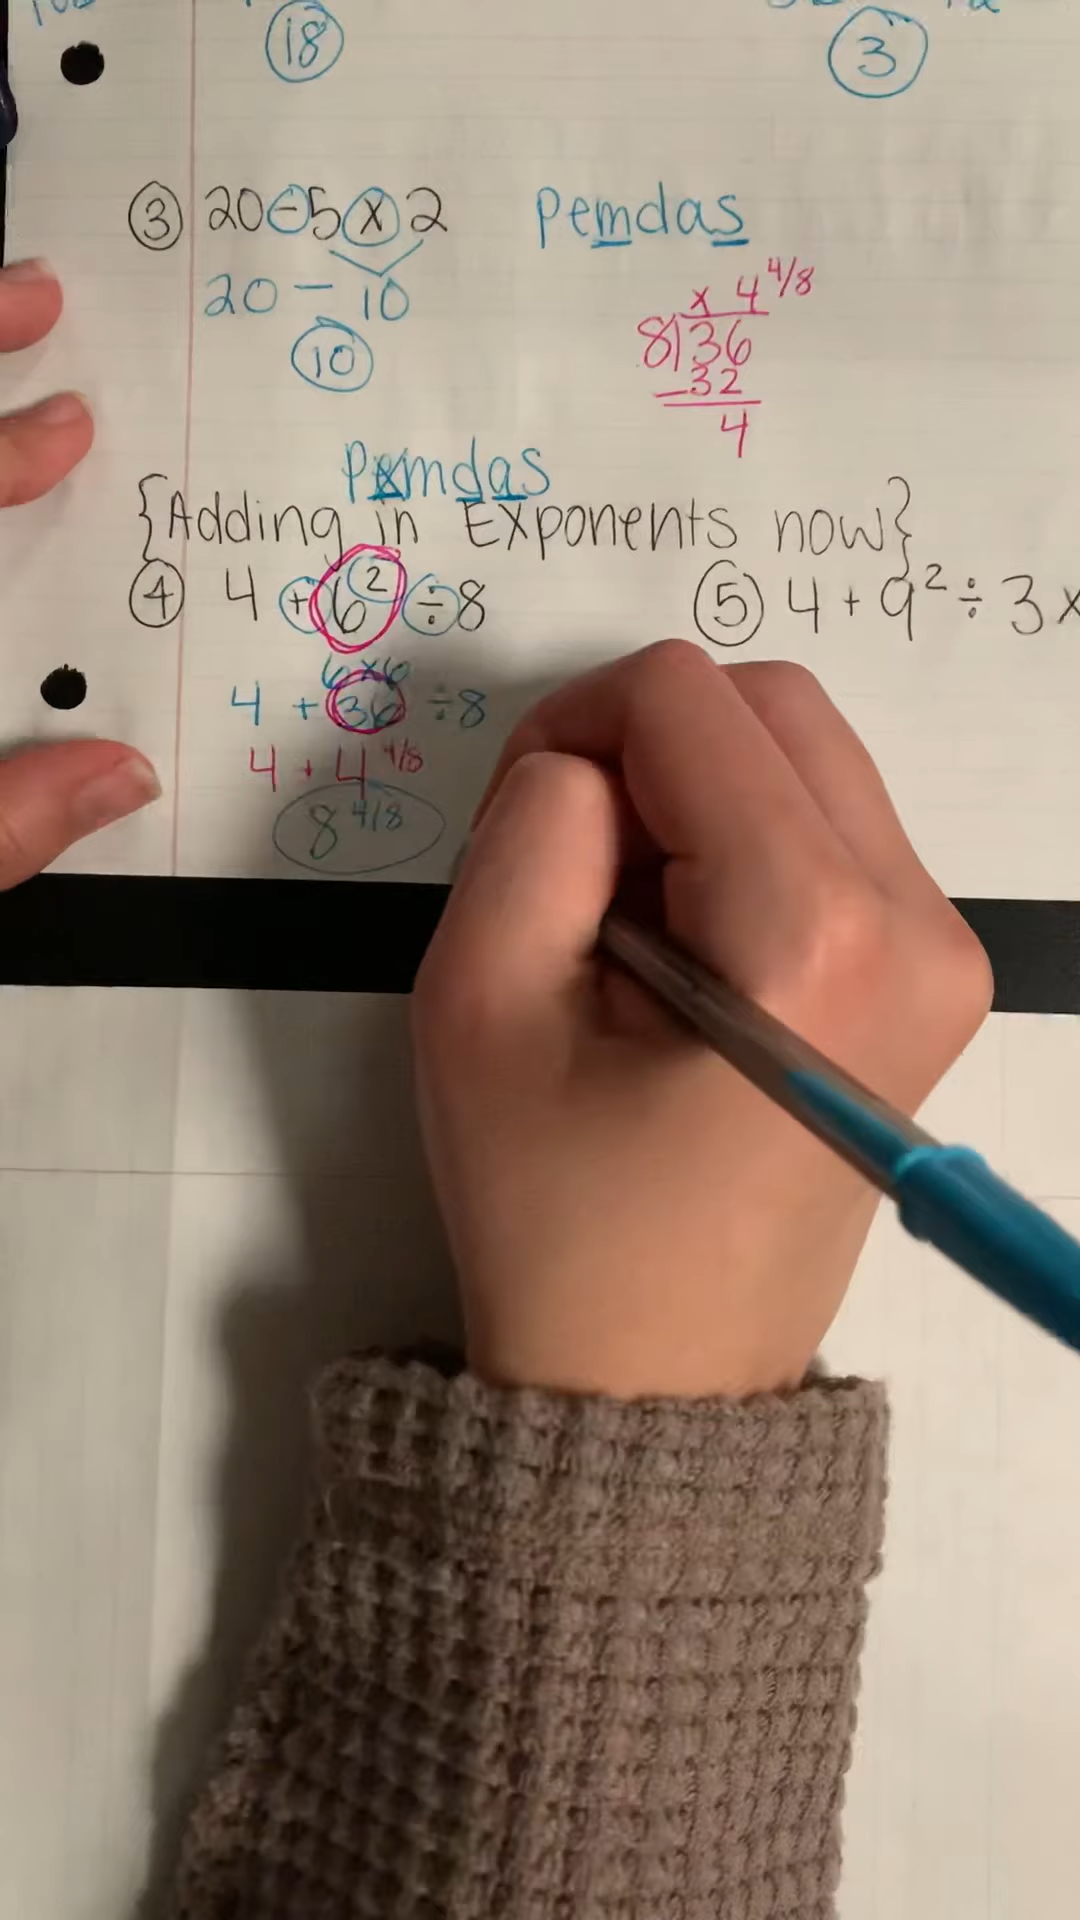 18
3
③ 20 - 5 x 2 Pemdas
20 - 10
10
x 4 4/8
8)36
-32
4
Pemdas
{Adding in Exponents now}
④ 4 + 6² ÷ 8
6x6
4 + 36 ÷ 8
4 + 4 4/8
8 4/8
⑤ 4 + 9² ÷ 3 x